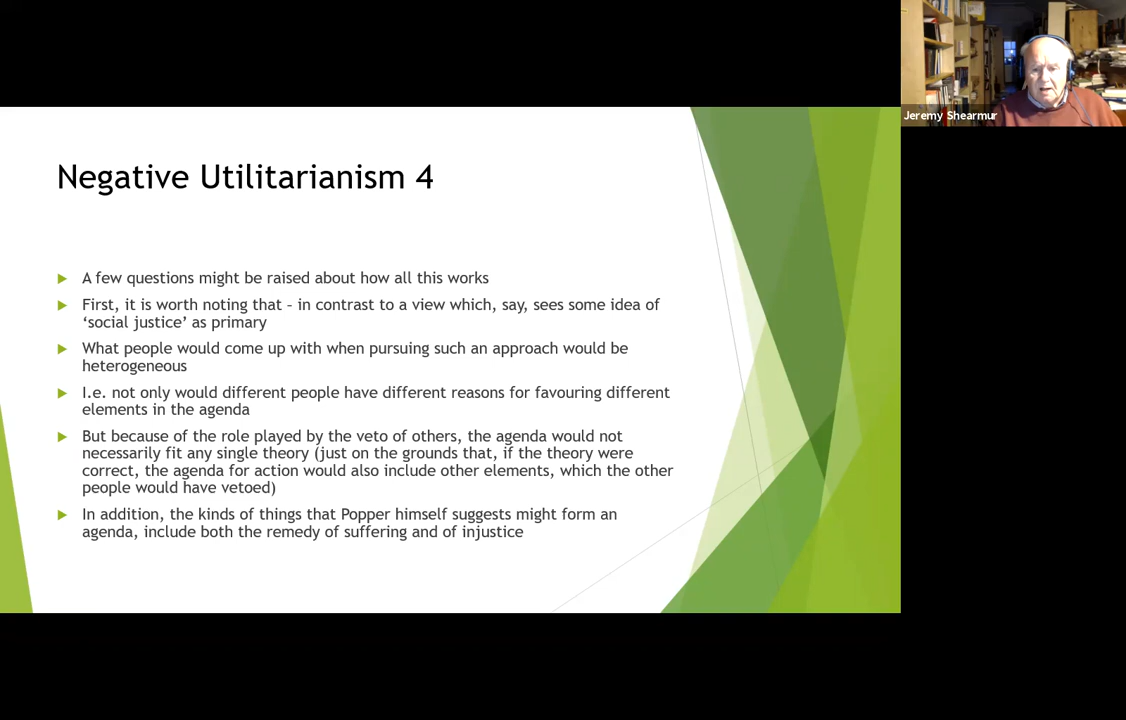 Jeremy Shearmur
Negative Utilitarianism 4
A few questions might be raised about how all this works
First, it is worth noting that – in contrast to a view which, say, sees some idea of
‘social justice’ as primary
What people would come up with when pursuing such an approach would be
heterogeneous
I.e. not only would different people have different reasons for favouring different
elements in the agenda
But because of the role played by the veto of others, the agenda would not
necessarily fit any single theory (just on the grounds that, if the theory were
correct, the agenda for action would also include other elements, which the other
people would have vetoed)
In addition, the kinds of things that Popper himself suggests might form an
agenda, include both the remedy of suffering and of injustice